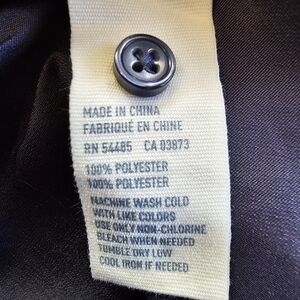 MADE IN CHINA
FABRIQUÉ EN CHINE
RN 54485 CA 03873
100% POLYESTER
100% POLYESTER
MACHINE WASH COLD
WITH LIKE COLORS
USE ONLY NON-CHLORINE
BLEACH WHEN NEEDED
TUMBLE DRY LOW
COOL IRON IF NEEDED